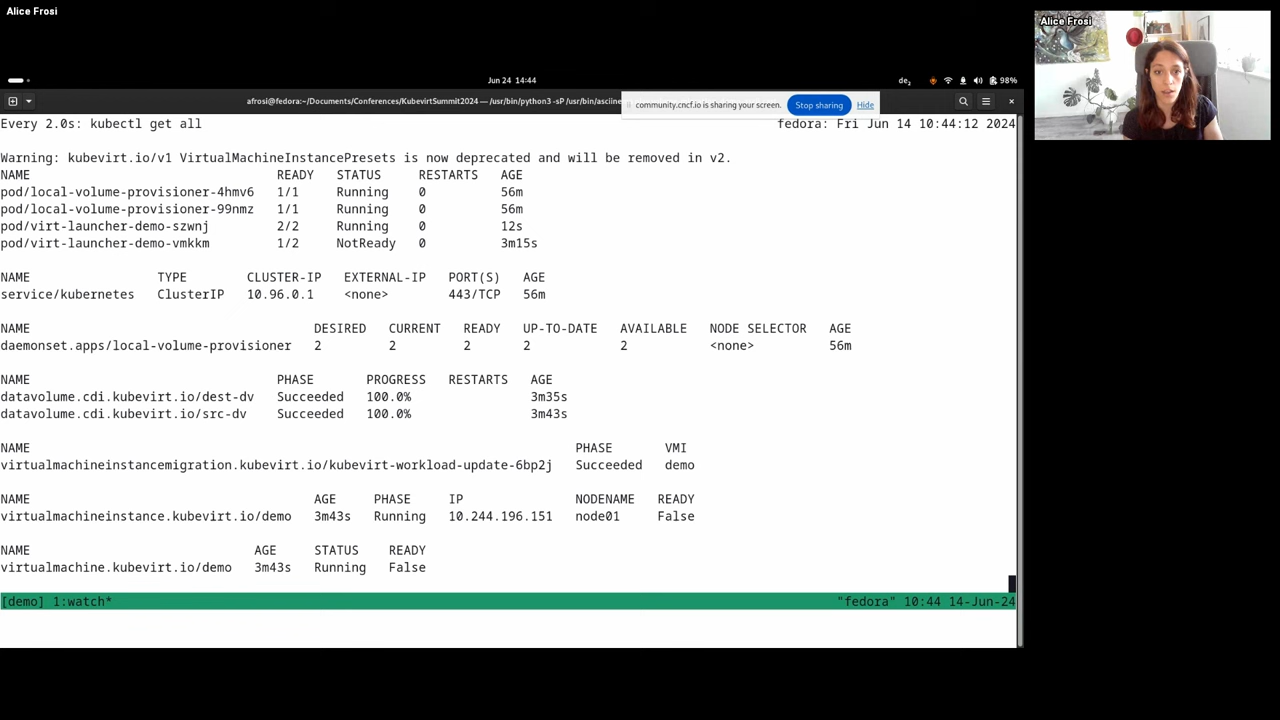 Alice Frosi
Alice Frosi
Jun 24 14:44
de₃
98%
afrosi@fedora:~/Documents/Conferences/KubevirtSummit2024 — /usr/bin/python3 -sP /usr/bin/asciine
community.cncf.io is sharing your screen.
Stop sharing
Hide
Every 2.0s: kubectl get all fedora: Fri Jun 14 10:44:12 2024
Warning: kubevirt.io/v1 VirtualMachineInstancePresets is now deprecated and will be removed in v2.
NAME READY STATUS RESTARTS AGE
pod/local-volume-provisioner-4hmv6 1/1 Running 0 56m
pod/local-volume-provisioner-99nmz 1/1 Running 0 56m
pod/virt-launcher-demo-szwnj 2/2 Running 0 12s
pod/virt-launcher-demo-vmkkm 1/2 NotReady 0 3m15s
NAME TYPE CLUSTER-IP EXTERNAL-IP PORT(S) AGE
service/kubernetes ClusterIP 10.96.0.1 <none> 443/TCP 56m
NAME DESIRED CURRENT READY UP-TO-DATE AVAILABLE NODE SELECTOR AGE
daemonset.apps/local-volume-provisioner 2 2 2 2 2 <none> 56m
NAME PHASE PROGRESS RESTARTS AGE
datavolume.cdi.kubevirt.io/dest-dv Succeeded 100.0% 3m35s
datavolume.cdi.kubevirt.io/src-dv Succeeded 100.0% 3m43s
NAME PHASE VMI
virtualmachineinstancemigration.kubevirt.io/kubevirt-workload-update-6bp2j Succeeded demo
NAME AGE PHASE IP NODENAME READY
virtualmachineinstance.kubevirt.io/demo 3m43s Running 10.244.196.151 node01 False
NAME AGE STATUS READY
virtualmachine.kubevirt.io/demo 3m43s Running False
[demo] 1:watch* "fedora" 10:44 14-Jun-24